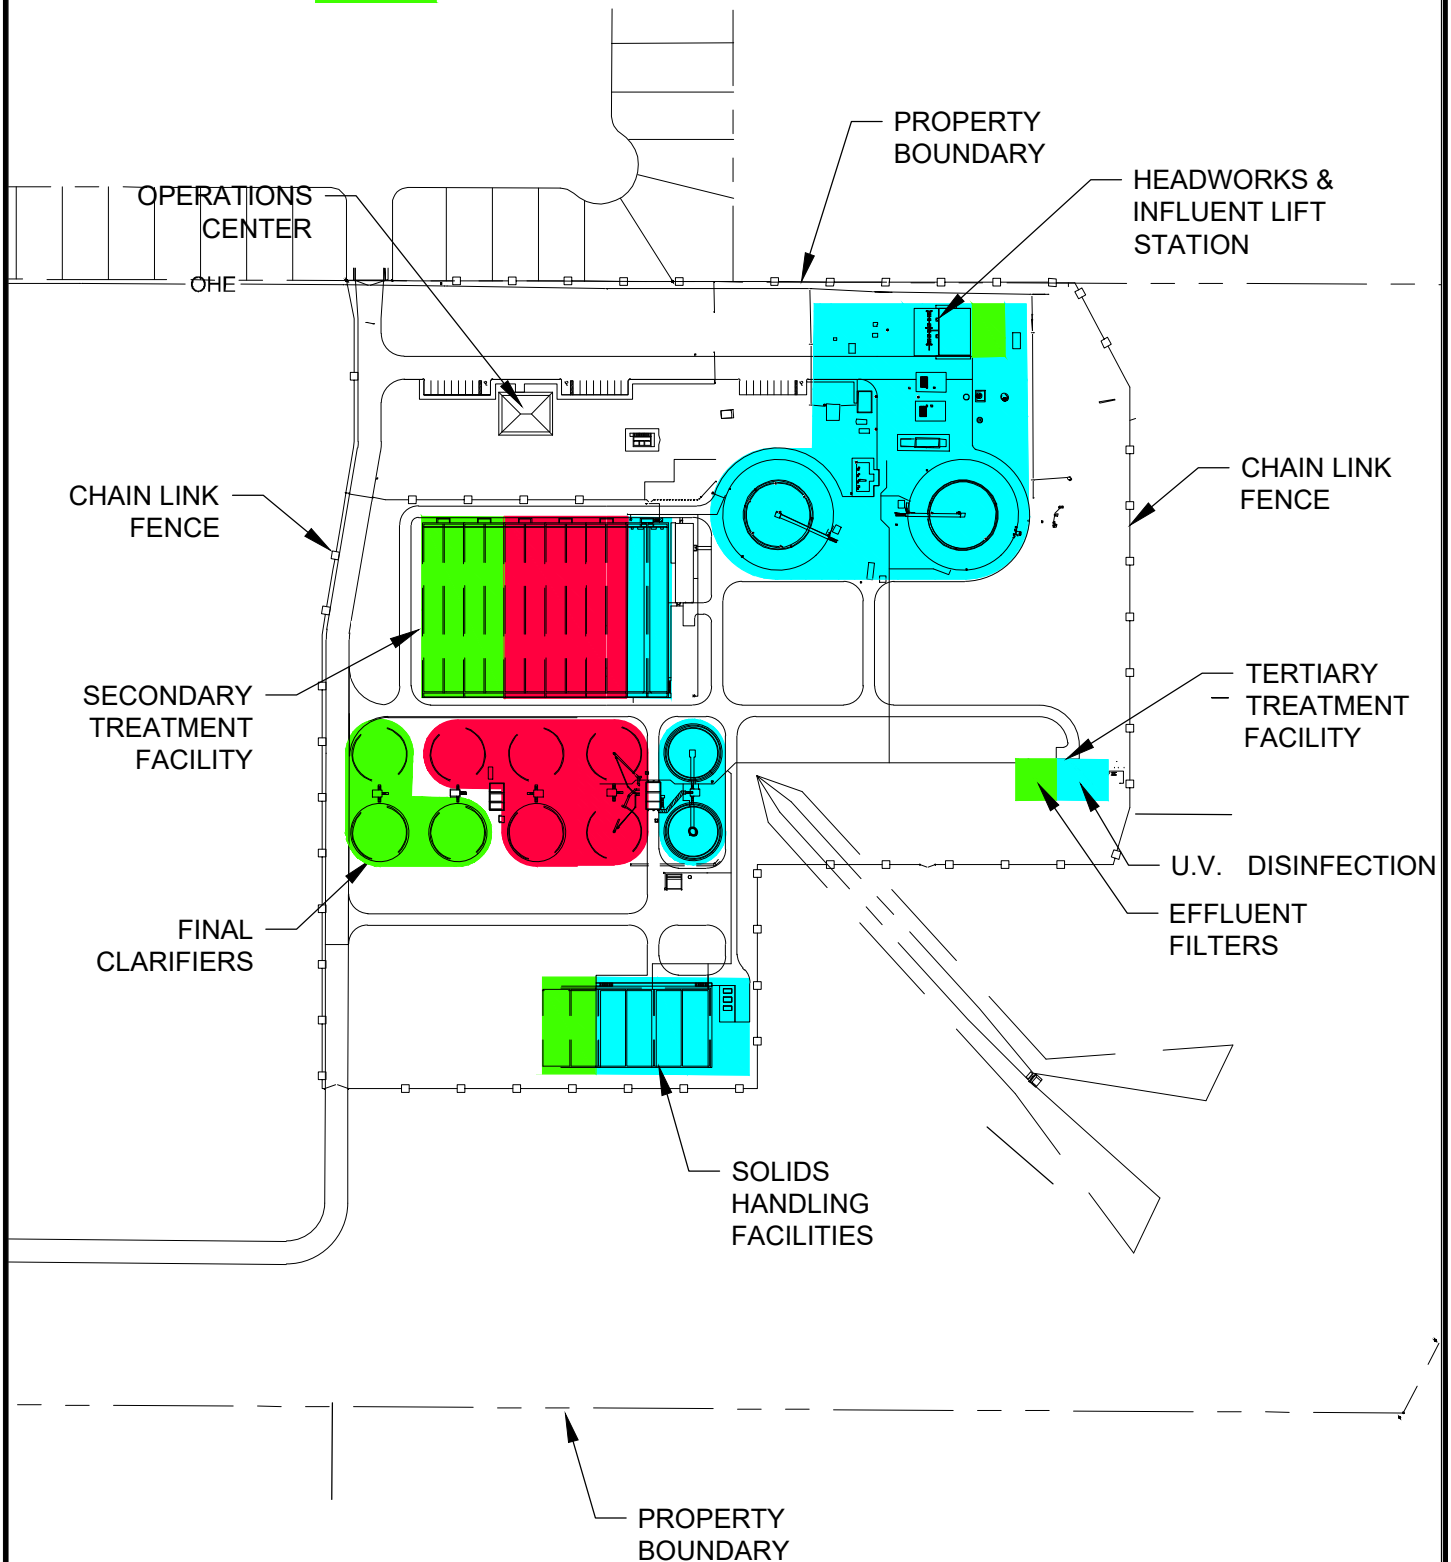 PROPERTY
BOUNDARY
HEADWORKS &
INFLUENT LIFT
STATION
OPERATIONS
CENTER
OHE
CHAIN LINK
FENCE
CHAIN LINK
FENCE
SECONDARY
TREATMENT
FACILITY
TERTIARY
TREATMENT
FACILITY
U.V. DISINFECTION
EFFLUENT
FILTERS
FINAL
CLARIFIERS
SOLIDS
HANDLING
FACILITIES
PROPERTY
BOUNDARY